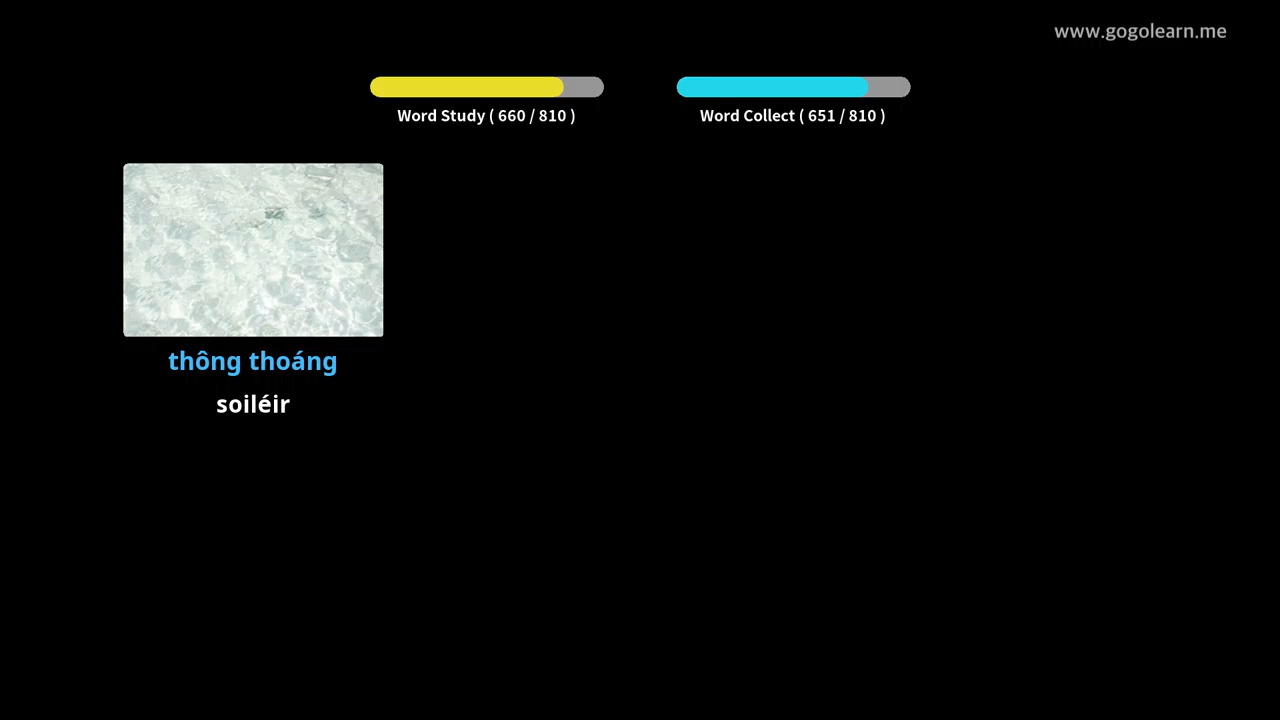 www.gogolearn.me
Word Study ( 660 / 810 )
Word Collect ( 651 / 810 )
thông thoáng
soiléir